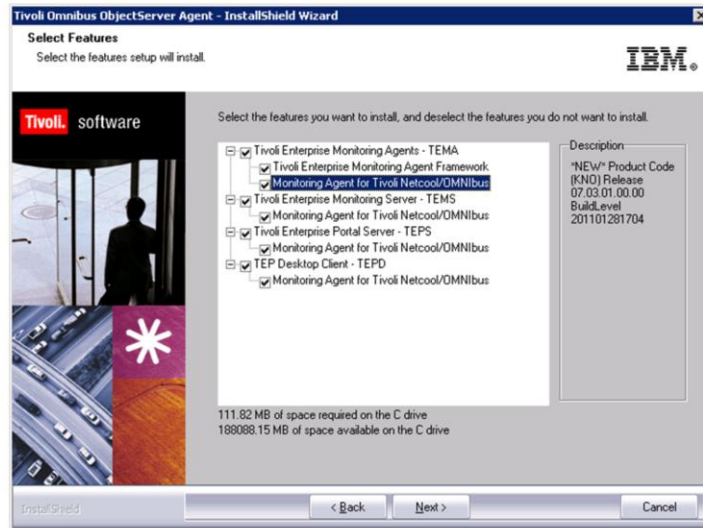 Tivoli Omnibus ObjectServer Agent - InstallShield Wizard
Select Features
Select the features setup will install.
IBM®
Tivoli. software
Select the features you want to install, and deselect the features you do not want to install.
Tivoli Enterprise Monitoring Agents - TEMA
Tivoli Enterprise Monitoring Agent Framework
Monitoring Agent for Tivoli Netcool/OMNIbus
Tivoli Enterprise Monitoring Server - TEMS
Monitoring Agent for Tivoli Netcool/OMNIbus
Tivoli Enterprise Portal Server - TEPS
Monitoring Agent for Tivoli Netcool/OMNIbus
TEP Desktop Client - TEPD
Monitoring Agent for Tivoli Netcool/OMNIbus
Description
*NEW* Product Code
(KNO) Release
07.03.01.00.00
BuildLevel
201101281704
111.82 MB of space required on the C drive
188088.15 MB of space available on the C drive
InstallShield
< Back
Next >
Cancel